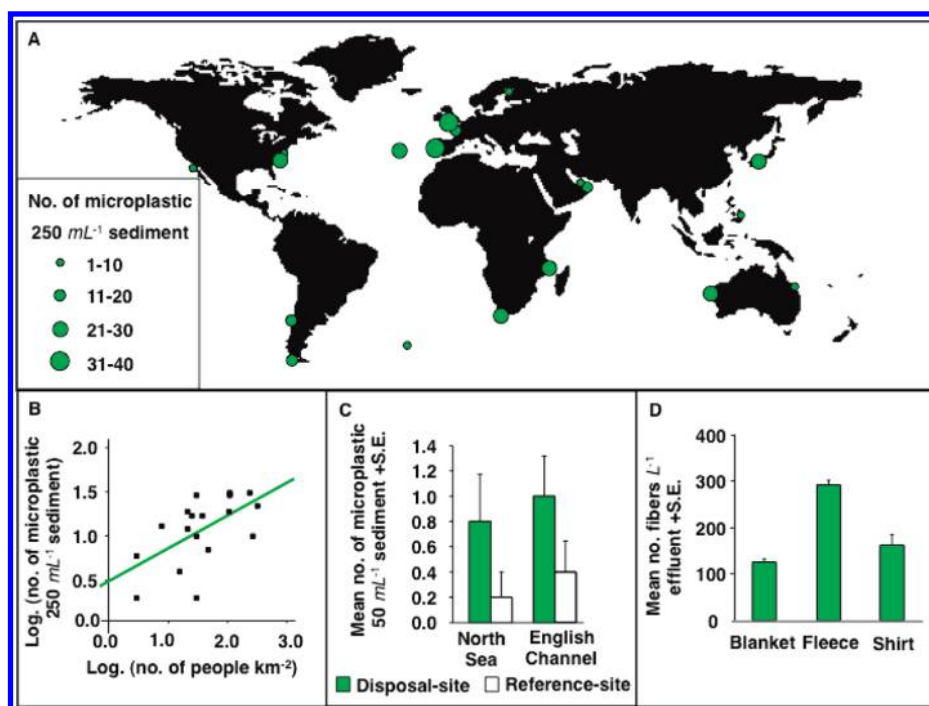 A
No. of microplastic
250 mL-1 sediment
1-10
11-20
21-30
31-40
B
Log. (no. of microplastic
250 mL-1 sediment)
2.0
1.5
1.0
0.5
0.0
0.0 1.0 2.0 3.0
Log. (no. of people km-2)
C
Mean no. of microplastic
50 mL-1 sediment +S.E.
1.4
1.2
1.0
0.8
0.6
0.4
0.2
0.0
North English
Sea Channel
Disposal-site Reference-site
D
Mean no. fibers L-1
effluent +S.E.
400
300
200
100
0
Blanket Fleece Shirt